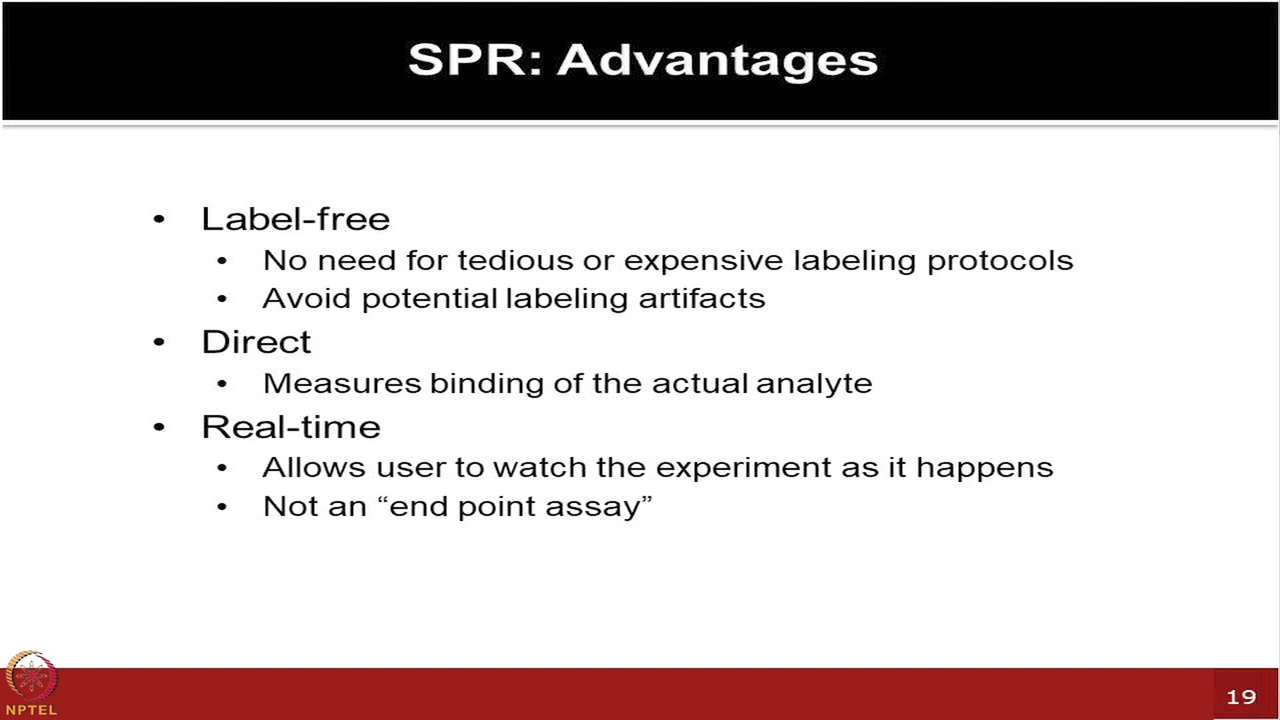 SPR: Advantages
• Label-free
• No need for tedious or expensive labeling protocols
• Avoid potential labeling artifacts
• Direct
• Measures binding of the actual analyte
• Real-time
• Allows user to watch the experiment as it happens
• Not an “end point assay”
NPTEL
19